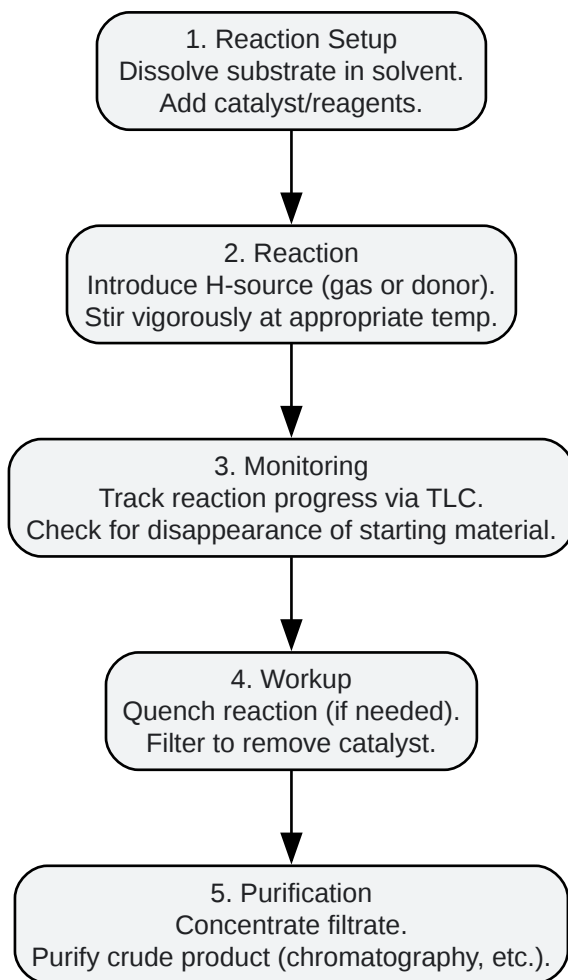 1. Reaction Setup
Dissolve substrate in solvent.
Add catalyst/reagents.
2. Reaction
Introduce H-source (gas or donor).
Stir vigorously at appropriate temp.
3. Monitoring
Track reaction progress via TLC.
Check for disappearance of starting material.
4. Workup
Quench reaction (if needed).
Filter to remove catalyst.
5. Purification
Concentrate filtrate.
Purify crude product (chromatography, etc.).